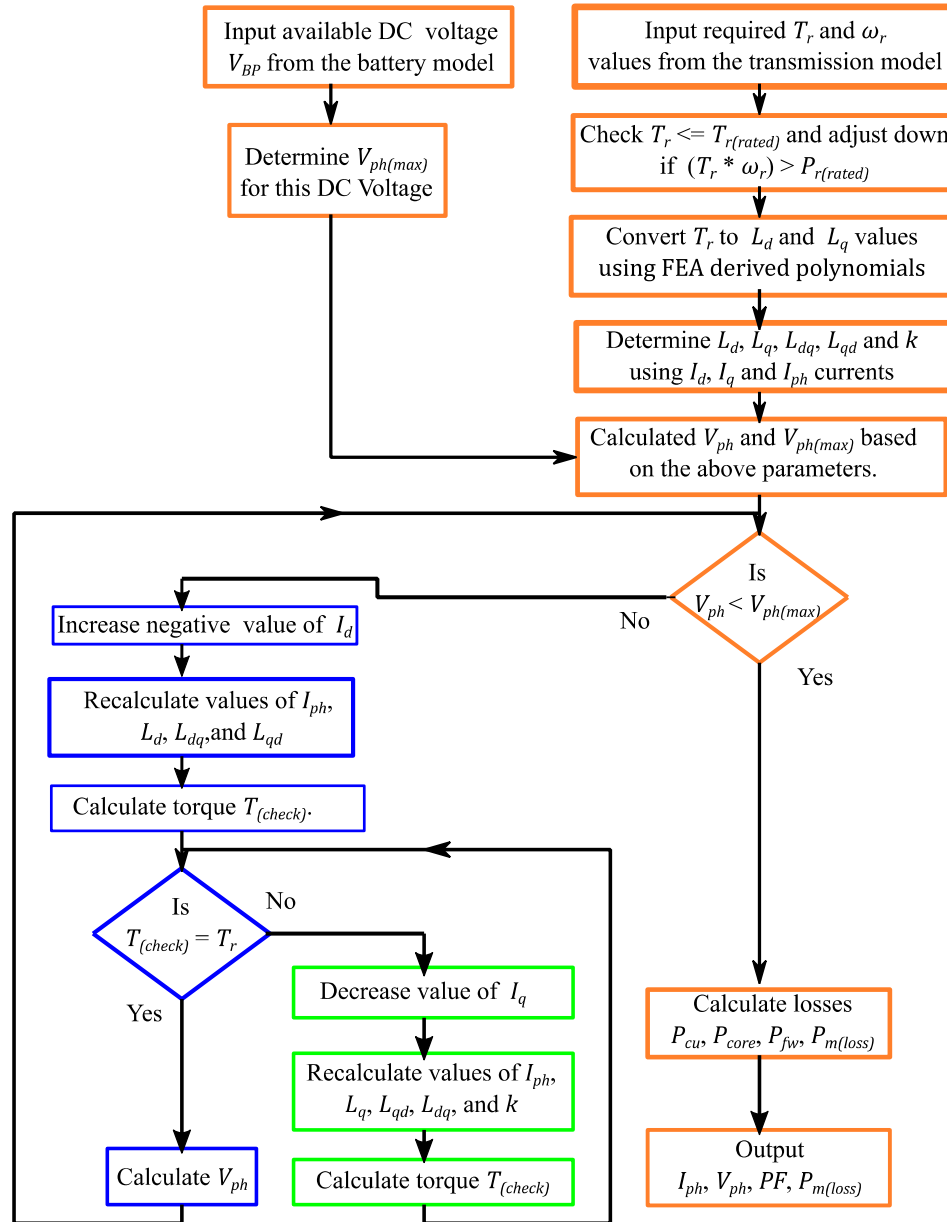 Input available DC voltage
V_BP from the battery model
Determine V_ph(max)
for this DC Voltage
Input required T_r and ω_r
values from the transmission model
Check T_r <= T_r(rated) and adjust down
if (T_r * ω_r) > P_r(rated)
Convert T_r to L_d and L_q values
using FEA derived polynomials
Determine L_d, L_q, L_dq, L_qd and k
using I_d, I_q and I_ph currents
Calculated V_ph and V_ph(max) based
on the above parameters.
Is
V_ph < V_ph(max)
No
Yes
Increase negative value of I_d
Recalculate values of I_ph,
L_d, L_dq,and L_qd
Calculate torque T_(check).
Is
T_(check) = T_r
No
Yes
Decrease value of I_q
Recalculate values of I_ph,
L_q, L_qd, L_dq, and k
Calculate torque T_(check)
Calculate V_ph
Calculate losses
P_cu, P_core, P_fw, P_m(loss)
Output
I_ph, V_ph, PF, P_m(loss)